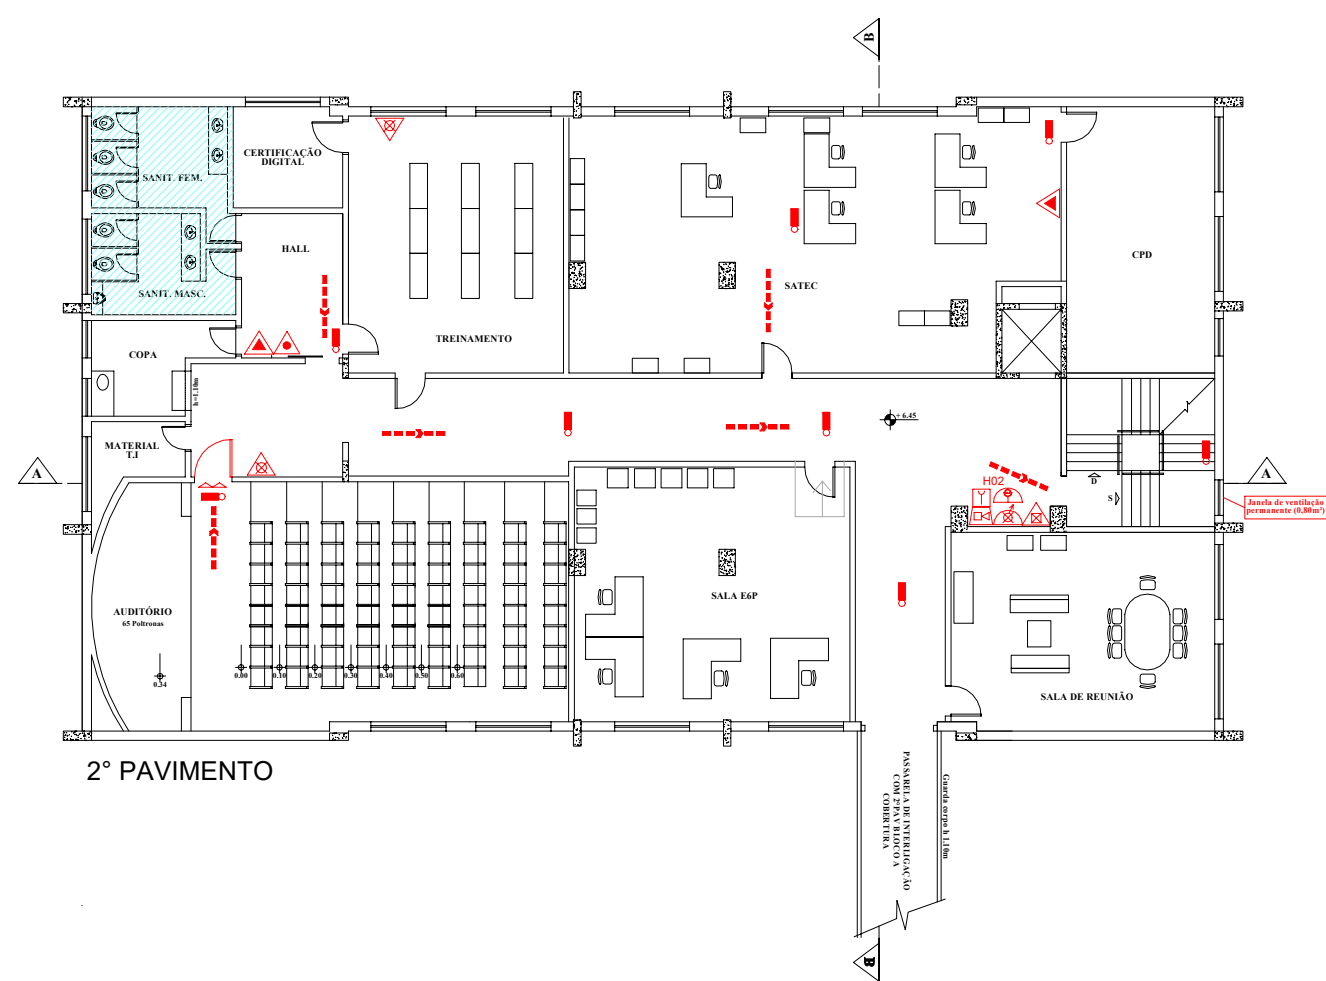 B
CERTIFICAÇÃO
DIGITAL
SANIT. FEM.
HALL
CPD
SATEC
SANIT. MASC.
TREINAMENTO
COPA
h=1.10m
+ 6.45
MATERIAL
T.I
A
A
H02
D
S
Janela de ventilação
permanente (0,80m²)
AUDITÓRIO
65 Poltronas
SALA E6P
0.34
0.00
0.10
0.20
0.30
0.40
0.50
0.60
SALA DE REUNIÃO
2° PAVIMENTO
PASSARELA DE INTERLIGAÇÃO
COM 2°PAV BLOCO A
COBERTURA
Guarda corpo h 1.10m
B